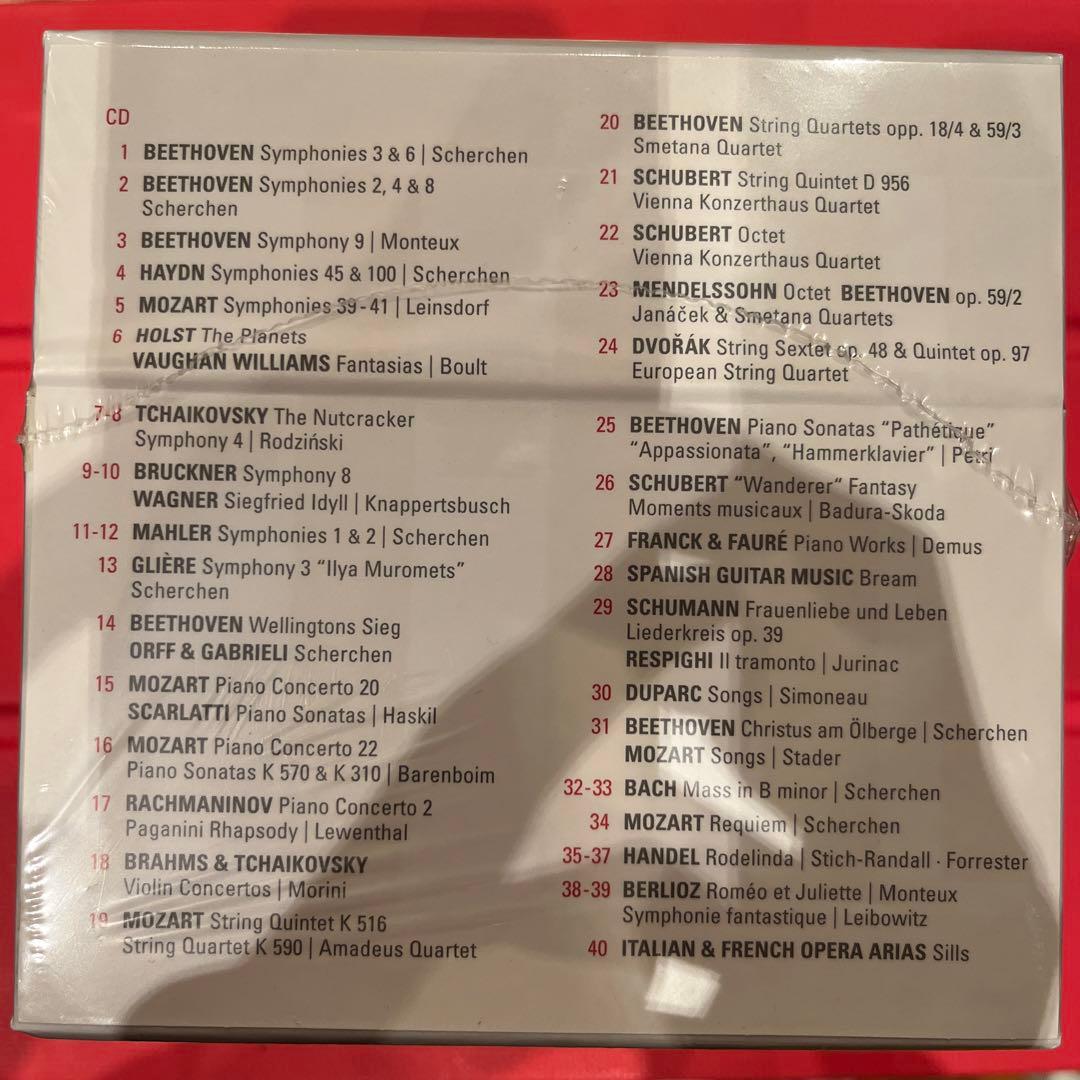 CD
1 BEETHOVEN Symphonies 3 & 6 | Scherchen
2 BEETHOVEN Symphonies 2, 4 & 8
Scherchen
3 BEETHOVEN Symphony 9 | Monteux
4 HAYDN Symphonies 45 & 100 | Scherchen
5 MOZART Symphonies 39-41 | Leinsdorf
6 HOLST The Planets
VAUGHAN WILLIAMS Fantasias | Boult
7-8 TCHAIKOVSKY The Nutcracker
Symphony 4 | Rodziński
9-10 BRUCKNER Symphony 8
WAGNER Siegfried Idyll | Knappertsbusch
11-12 MAHLER Symphonies 1 & 2 | Scherchen
13 GLIÈRE Symphony 3 "Ilya Muromets"
Scherchen
14 BEETHOVEN Wellingtons Sieg
ORFF & GABRIELI Scherchen
15 MOZART Piano Concerto 20
SCARLATTI Piano Sonatas | Haskil
16 MOZART Piano Concerto 22
Piano Sonatas K 570 & K 310 | Barenboim
17 RACHMANINOV Piano Concerto 2
Paganini Rhapsody | Lewenthal
18 BRAHMS & TCHAIKOVSKY
Violin Concertos | Morini
19 MOZART String Quintet K 516
String Quartet K 590 | Amadeus Quartet
20 BEETHOVEN String Quartets opp. 18/4 & 59/3
Smetana Quartet
21 SCHUBERT String Quintet D 956
Vienna Konzerthaus Quartet
22 SCHUBERT Octet
Vienna Konzerthaus Quartet
23 MENDELSSOHN Octet BEETHOVEN op. 59/2
Janáček & Smetana Quartets
24 DVOŘÁK String Sextet op. 48 & Quintet op. 97
European String Quartet
25 BEETHOVEN Piano Sonatas "Pathétique"
"Appassionata", "Hammerklavier" | Petri
26 SCHUBERT "Wanderer" Fantasy
Moments musicaux | Badura-Skoda
27 FRANCK & FAURÉ Piano Works | Demus
28 SPANISH GUITAR MUSIC Bream
29 SCHUMANN Frauenliebe und Leben
Liederkreis op. 39
RESPIGHI Il tramonto | Jurinac
30 DUPARC Songs | Simoneau
31 BEETHOVEN Christus am Ölberge | Scherchen
MOZART Songs | Stader
32-33 BACH Mass in B minor | Scherchen
34 MOZART Requiem | Scherchen
35-37 HANDEL Rodelinda | Stich-Randall · Forrester
38-39 BERLIOZ Roméo et Juliette | Monteux
Symphonie fantastique | Leibowitz
40 ITALIAN & FRENCH OPERA ARIAS Sills